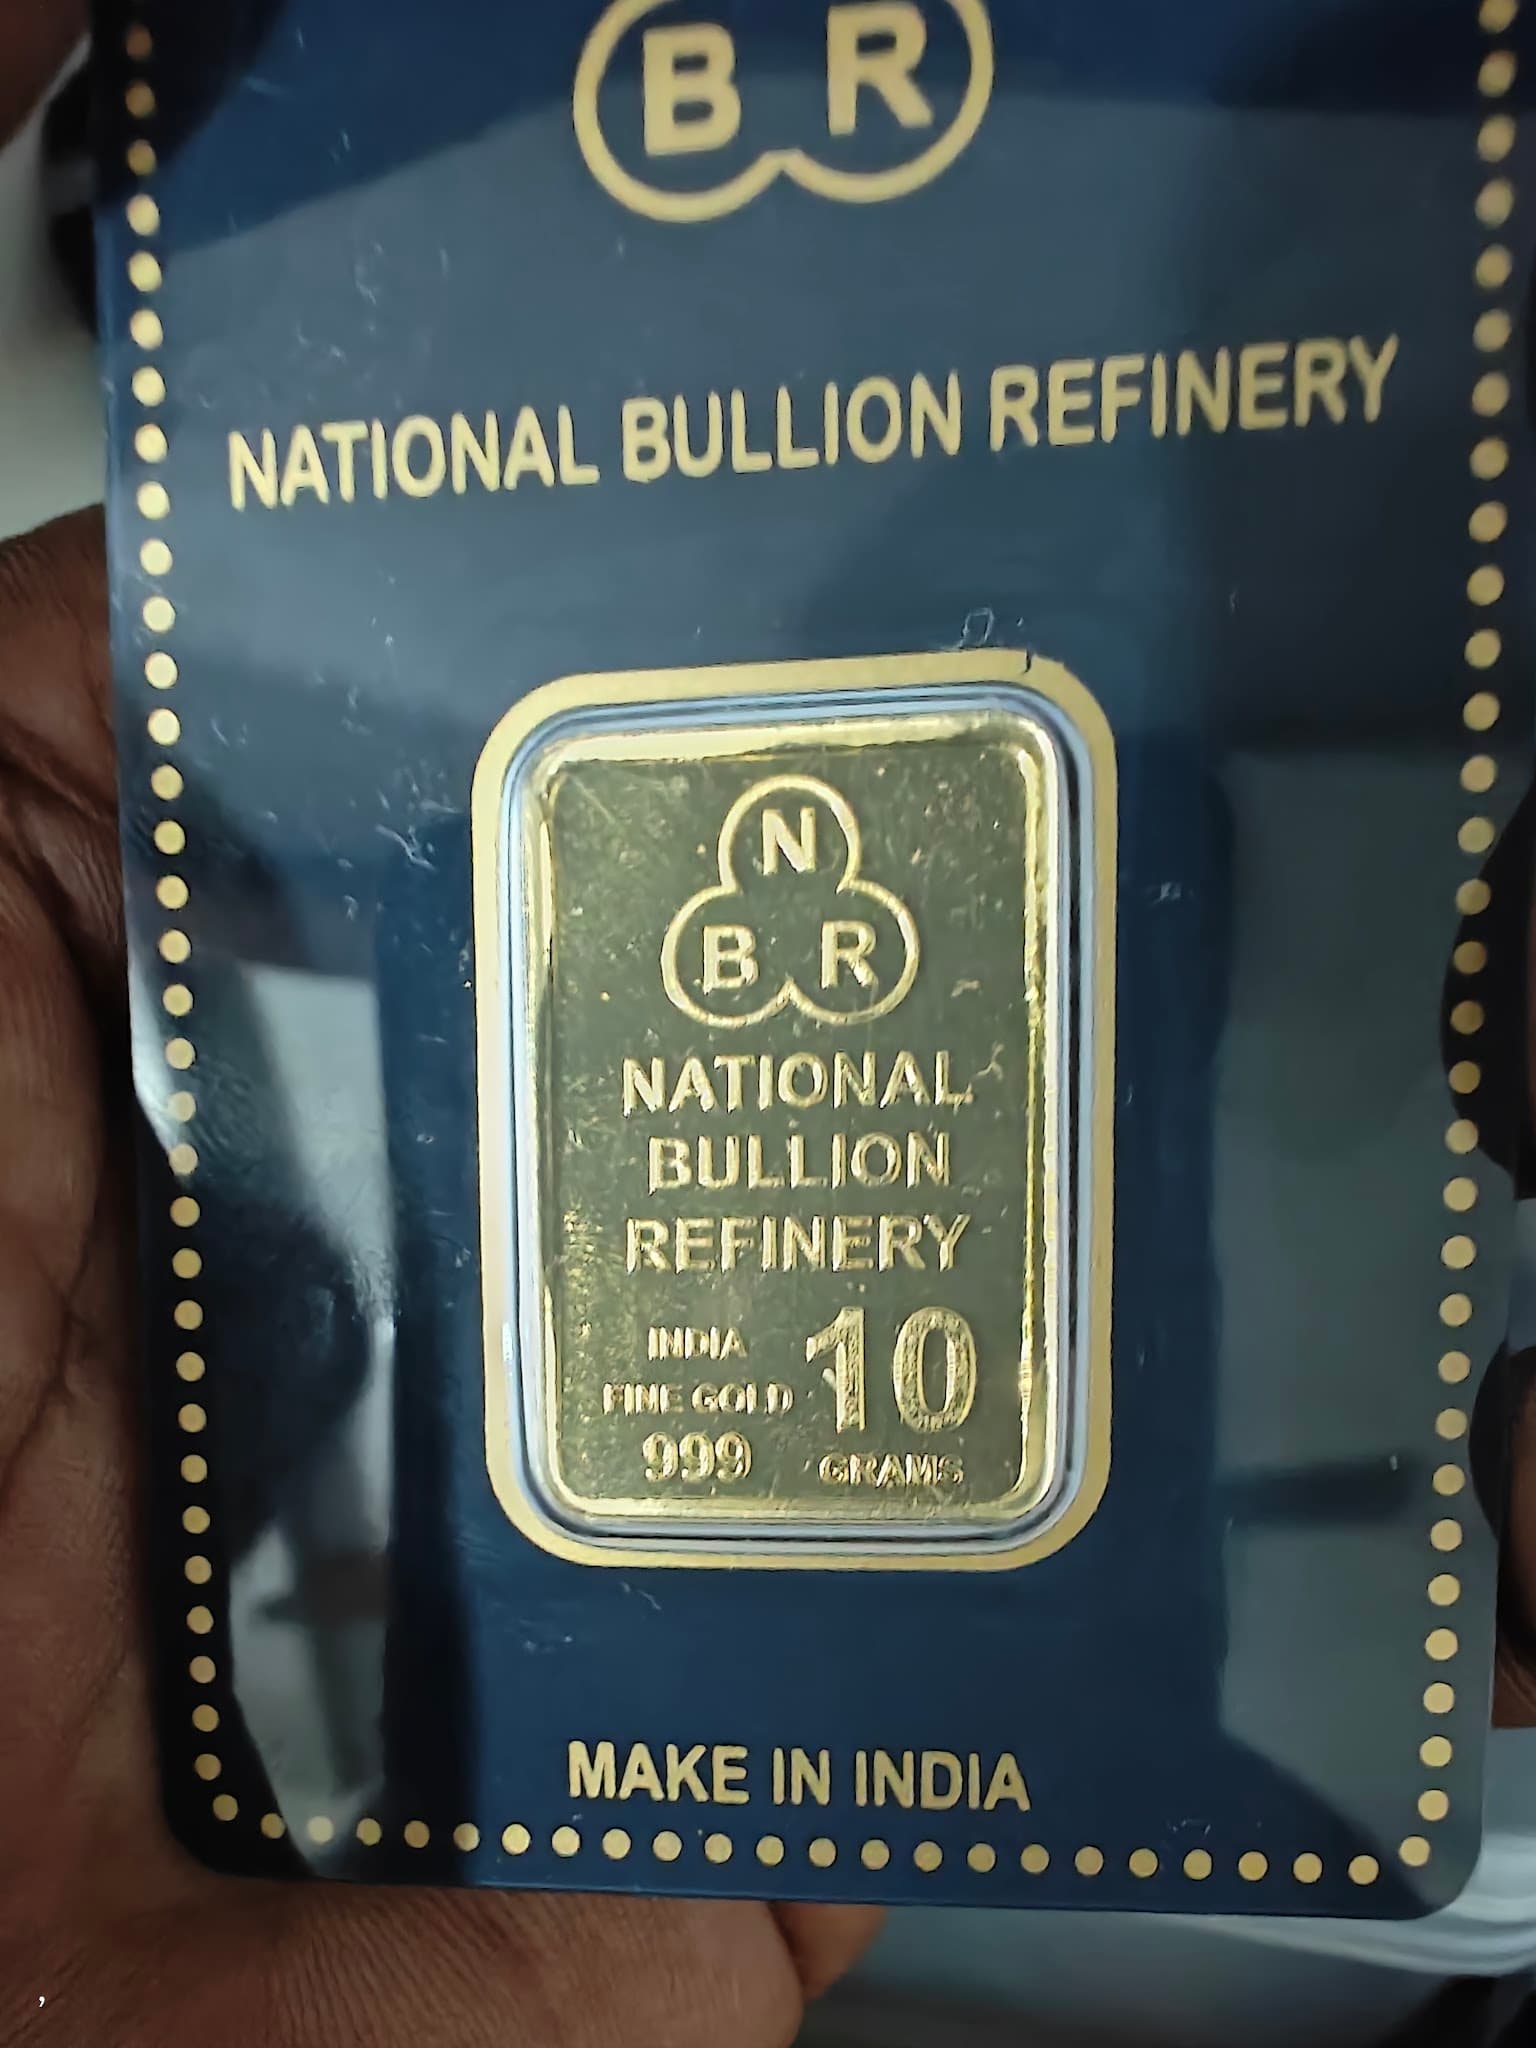 B R
NATIONAL BULLION REFINERY
N
B R
NATIONAL
BULLION
REFINERY
INDIA
FINE GOLD
999
10
GRAMS
MAKE IN INDIA